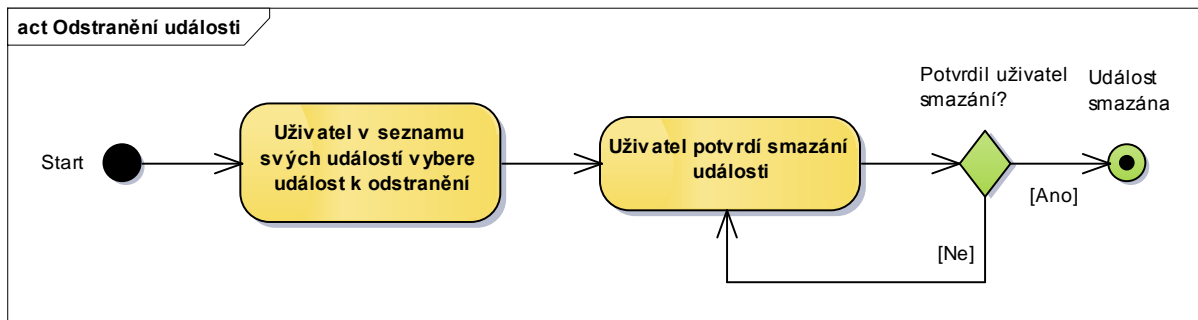 act Odstranění události
Start
Uživatel v seznamu
svých událostí vybere
událost k odstranění
Uživatel potvrdí smazání
události
Potvrdil uživatel
smazání?
Událost
smazána
[Ano]
[Ne]